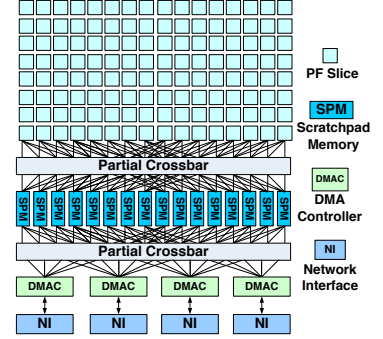 PF Slice
SPM
Scratchpad
Memory
Partial Crossbar
SPM SPM SPM SPM SPM SPM SPM SPM SPM SPM SPM SPM SPM SPM SPM SPM
DMAC
DMA
Controller
Partial Crossbar
NI
Network
Interface
DMAC DMAC DMAC DMAC
NI NI NI NI